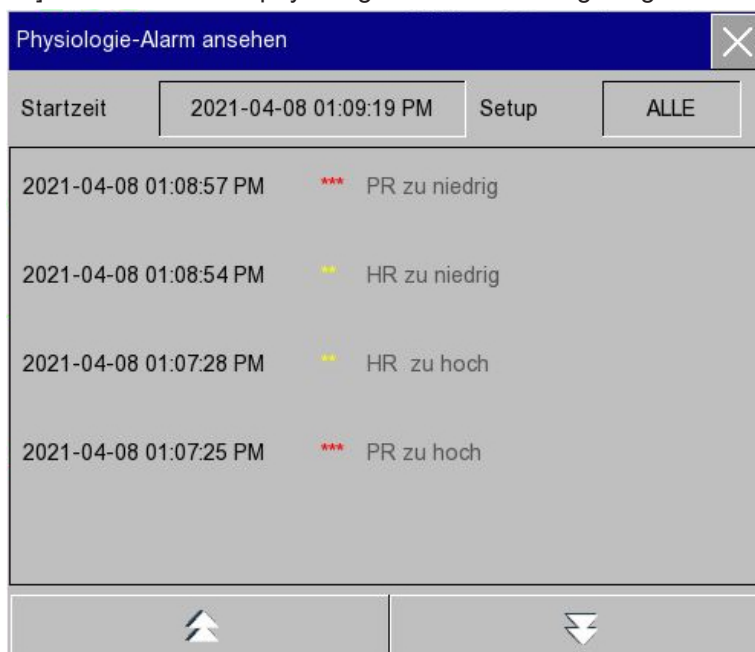 Physiologie-Alarm ansehen
Startzeit 2021-04-08 01:09:19 PM Setup ALLE
2021-04-08 01:08:57 PM *** PR zu niedrig
2021-04-08 01:08:54 PM ** HR zu niedrig
2021-04-08 01:07:28 PM ** HR zu hoch
2021-04-08 01:07:25 PM *** PR zu hoch